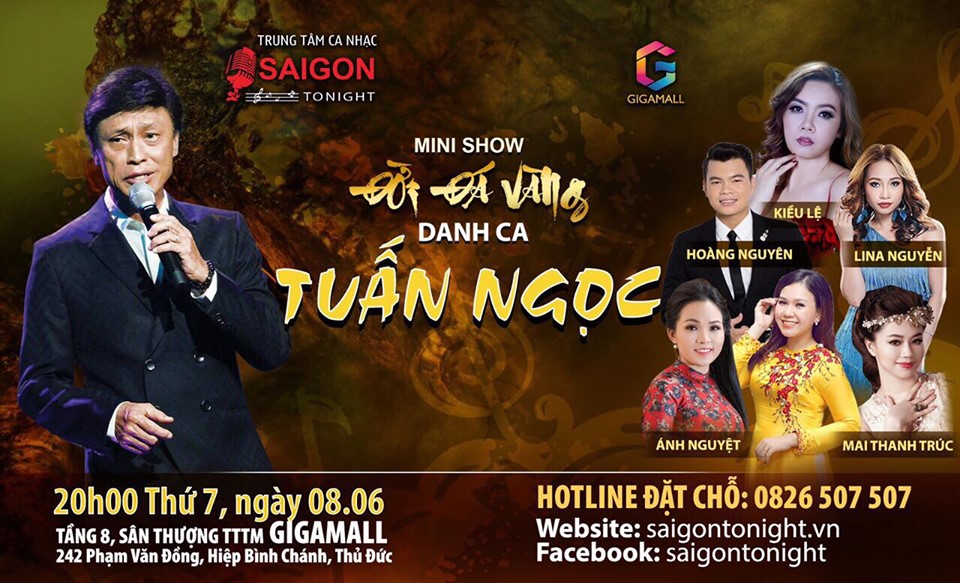 TRUNG TÂM CA NHẠC
SAIGON
TONIGHT
GIGAMALL
MINI SHOW
ĐỜI ĐÁ VÀNG
DANH CA
TUẤN NGỌC
KIỀU LỆ
HOÀNG NGUYÊN
LINA NGUYỄN
ÁNH NGUYỆT
MAI THANH TRÚC
20h00 Thứ 7, ngày 08.06
TẦNG 8, SÂN THƯỢNG TTTM GIGAMALL
242 Phạm Văn Đồng, Hiệp Bình Chánh, Thủ Đức
HOTLINE ĐẶT CHỖ: 0826 507 507
Website: saigontonight.vn
Facebook: saigontonight